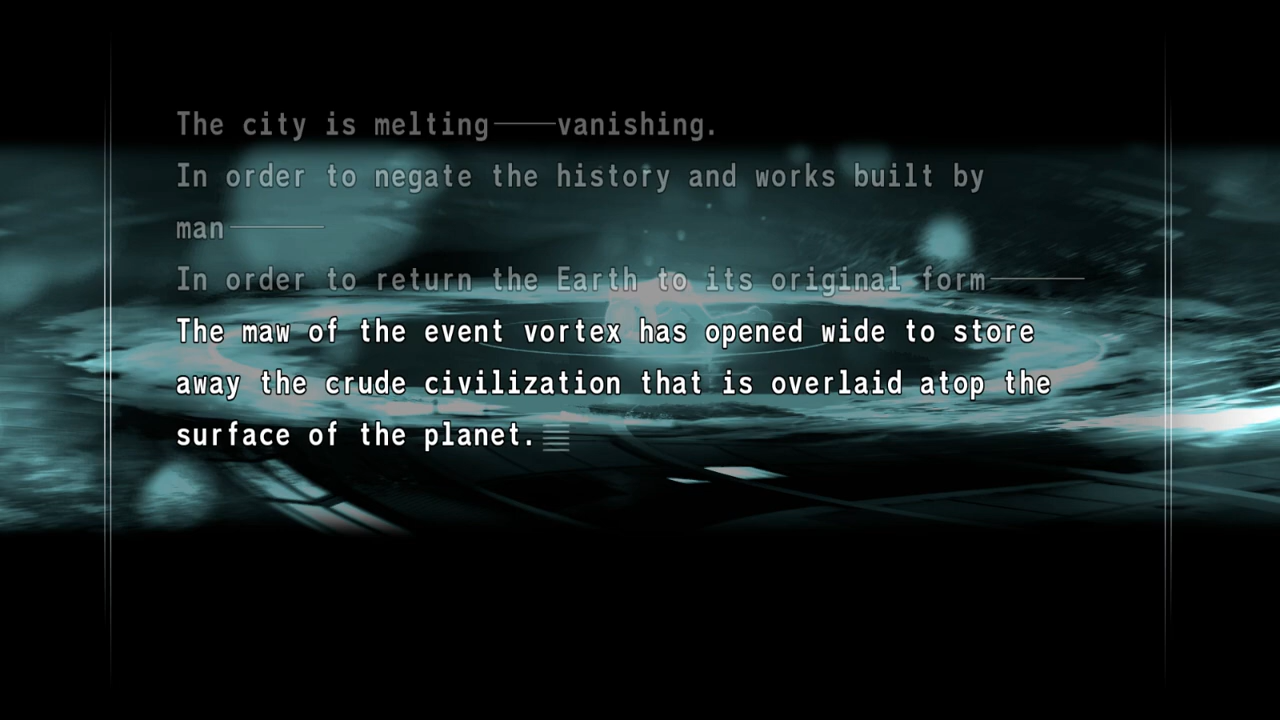 The city is melting――vanishing.
In order to negate the history and works built by
man―――
In order to return the Earth to its original form―――
The maw of the event vortex has opened wide to store
away the crude civilization that is overlaid atop the
surface of the planet.